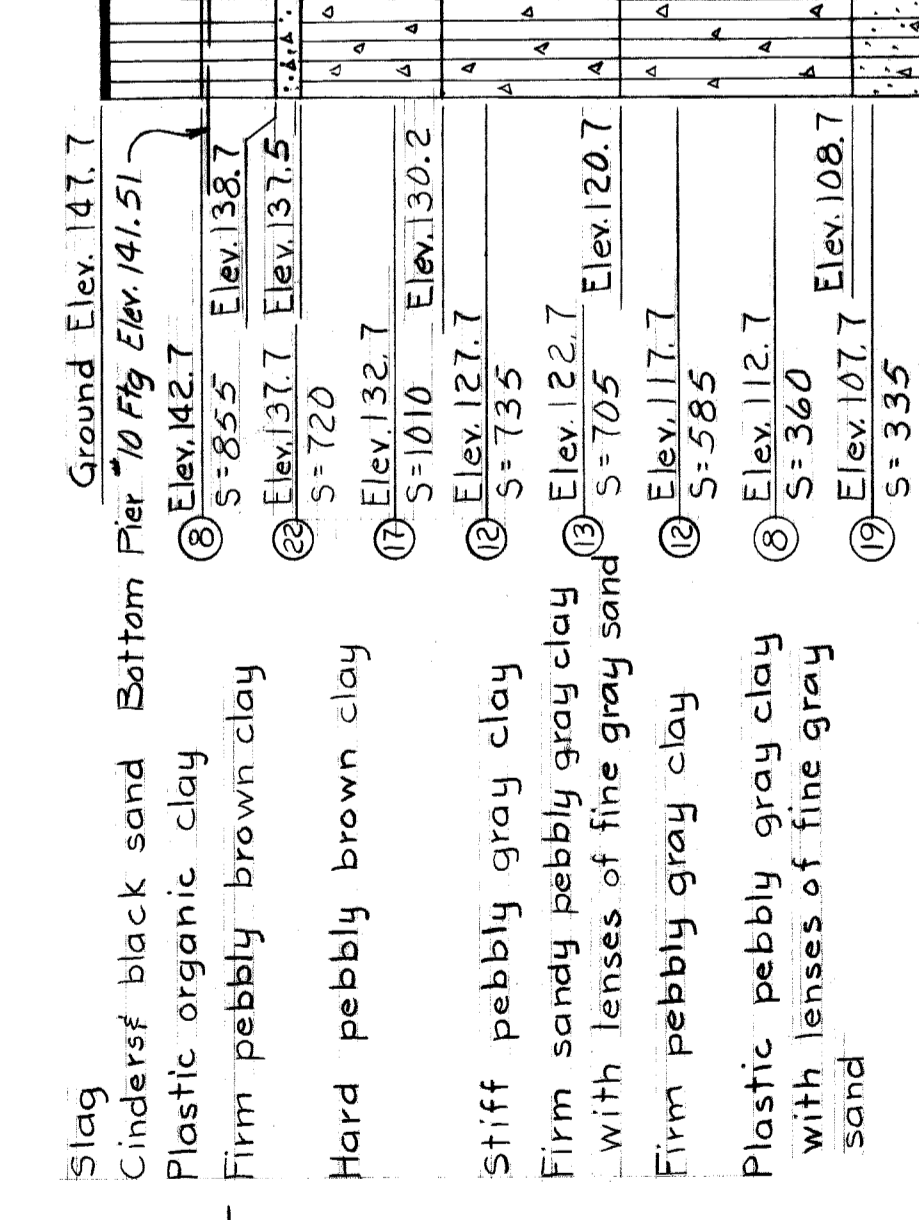 Ground Elev. 147.7
Slag
Cinders & black sand Bottom Pier #10 Ftg Elev. 141.51
Plastic organic clay
8 Elev. 142.7
S=855 Elev. 138.7
Firm pebbly brown clay
22 Elev. 137.7 Elev. 137.5
S=720
Hard pebbly brown clay
17 Elev. 132.7
S=1010 Elev. 130.2
Stiff pebbly gray clay
12 Elev. 127.7
S=735
Firm sandy pebbly gray clay
13 Elev. 122.7
with lenses of fine gray sand
S=705 Elev. 120.7
Firm pebbly gray clay
12 Elev. 117.7
S=585
Plastic pebbly gray clay
8 Elev. 112.7
with lenses of fine gray
S=360 Elev. 108.7
sand
19 Elev. 107.7
S=335